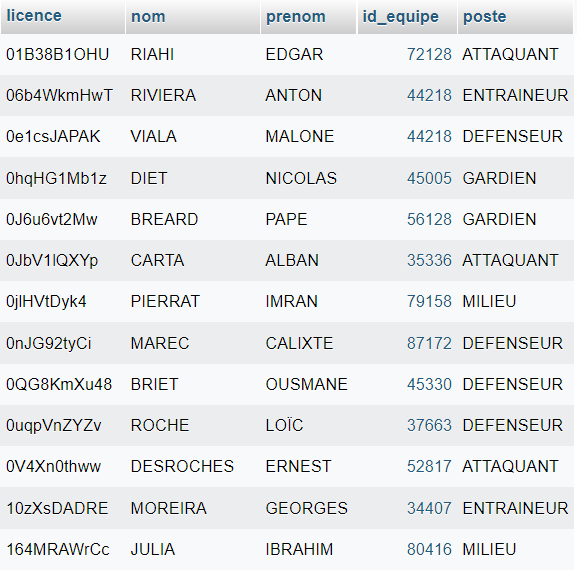 licence nom prenom id_equipe poste
01B38B1OHU RIAHI EDGAR 72128 ATTAQUANT
06b4WkmHwT RIVIERA ANTON 44218 ENTRAINEUR
0e1csJAPAK VIALA MALONE 44218 DEFENSEUR
0hqHG1Mb1z DIET NICOLAS 45005 GARDIEN
0J6u6vt2Mw BREARD PAPE 56128 GARDIEN
0JbV1lQXYp CARTA ALBAN 35336 ATTAQUANT
0jlHVtDyk4 PIERRAT IMRAN 79158 MILIEU
0nJG92tyCi MAREC CALIXTE 87172 DEFENSEUR
0QG8KmXu48 BRIET OUSMANE 45330 DEFENSEUR
0uqpVnZYZv ROCHE LOÏC 37663 DEFENSEUR
0V4Xn0thww DESROCHES ERNEST 52817 ATTAQUANT
10zXsDADRE MOREIRA GEORGES 34407 ENTRAINEUR
164MRAWrCc JULIA IBRAHIM 80416 MILIEU